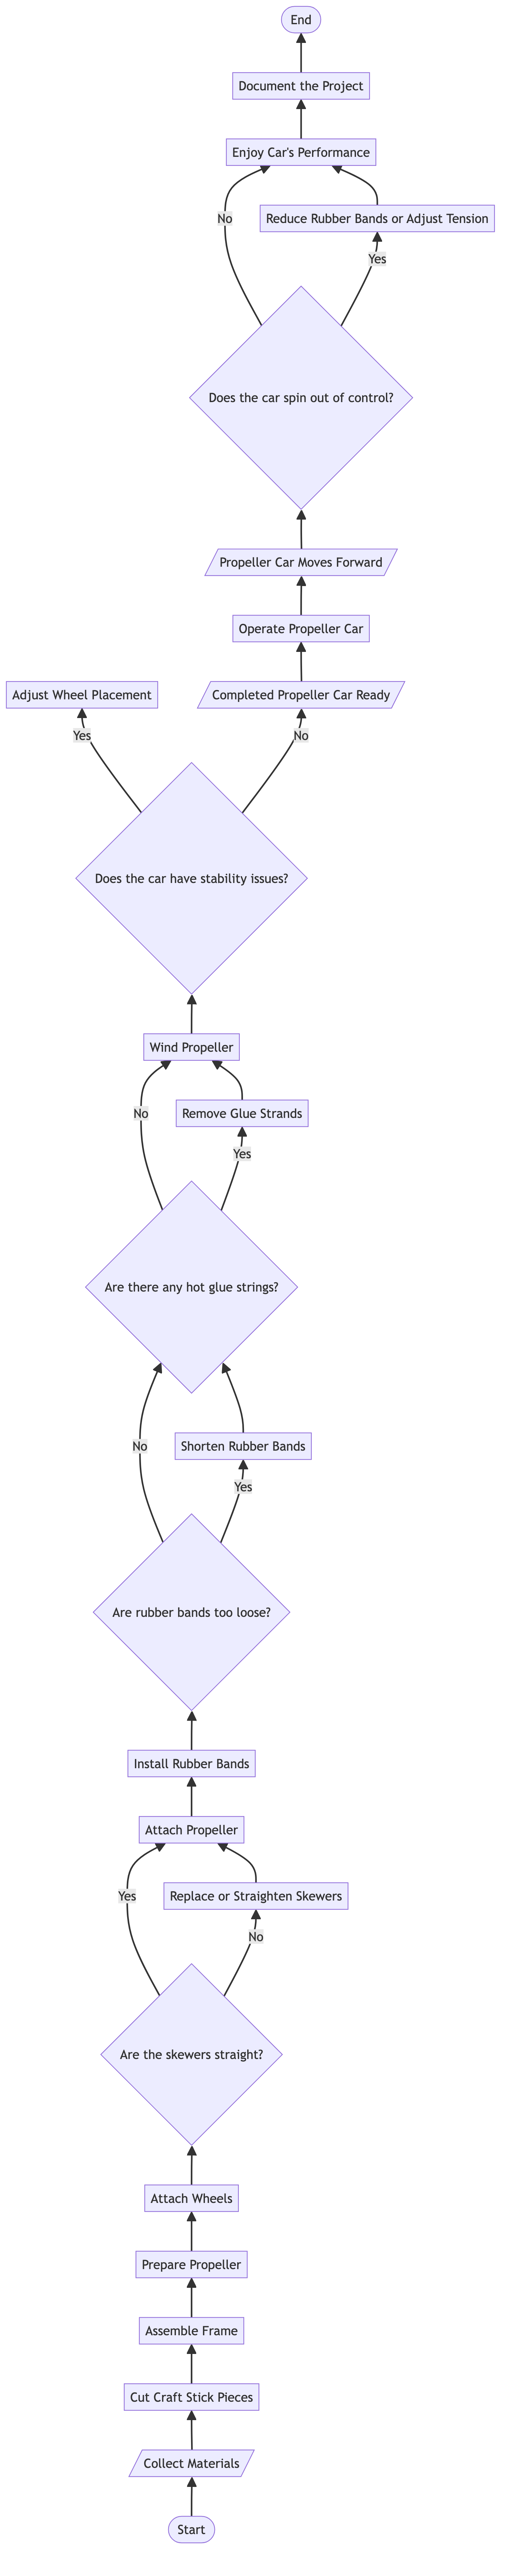 End
Document the Project
Enjoy Car's Performance
No
Reduce Rubber Bands or Adjust Tension
Yes
Does the car spin out of control?
Propeller Car Moves Forward
Operate Propeller Car
Adjust Wheel Placement
Completed Propeller Car Ready
Yes
No
Does the car have stability issues?
Wind Propeller
No
Remove Glue Strands
Yes
Are there any hot glue strings?
No
Shorten Rubber Bands
Yes
Are rubber bands too loose?
Install Rubber Bands
Attach Propeller
Yes
Replace or Straighten Skewers
No
Are the skewers straight?
Attach Wheels
Prepare Propeller
Assemble Frame
Cut Craft Stick Pieces
Collect Materials
Start